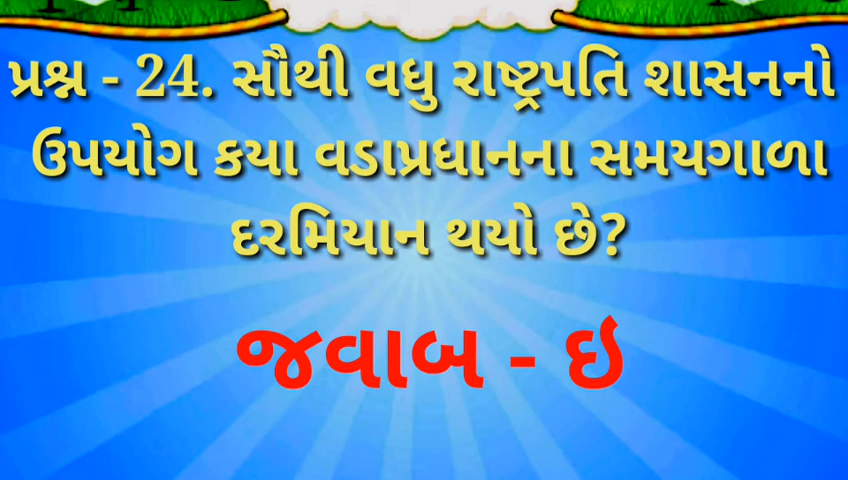 પ્રશ્ન - 24. સૌથી વધુ રાષ્ટ્રપતિ શાસનનો
ઉપયોગ કયા વડાપ્રધાનના સમયગાળા
દરમિયાન થયો છે?
જવાબ - ઇ